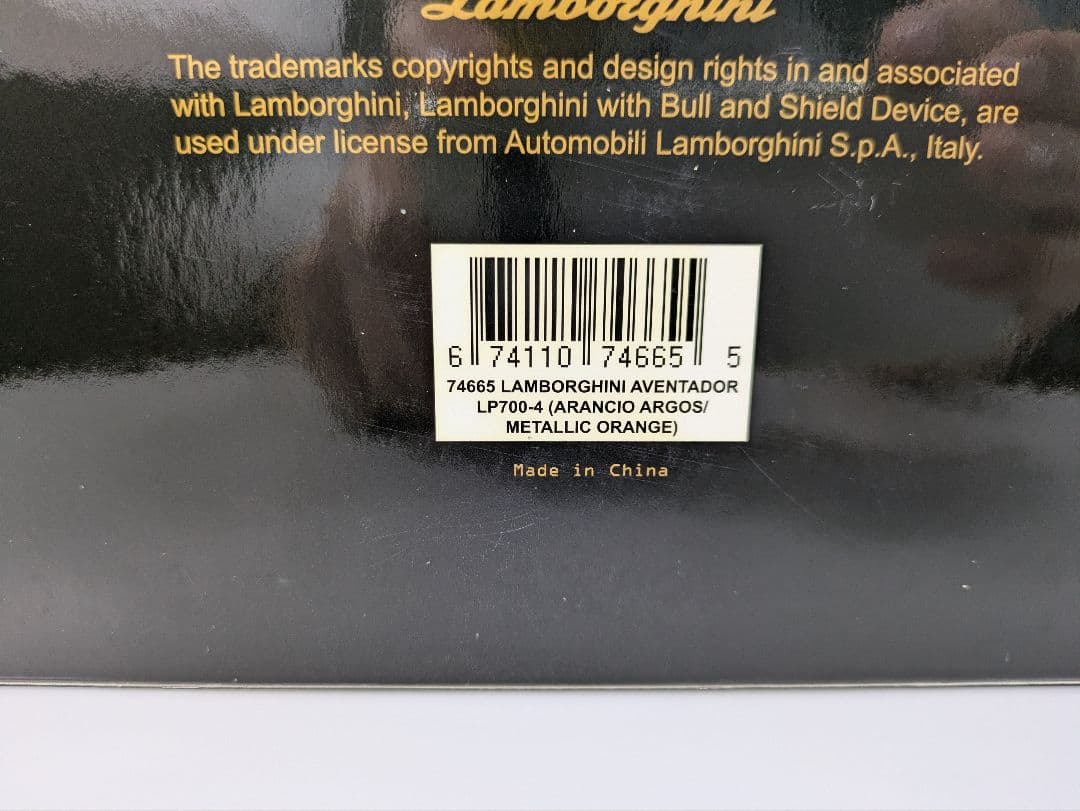 Lamborghini
The trademarks copyrights and design rights in and associated
with Lamborghini, Lamborghini with Bull and Shield Device, are
used under license from Automobili Lamborghini S.p.A., Italy.
6 74110 74665 5
74665 LAMBORGHINI AVENTADOR
LP700-4 (ARANCIO ARGOS/
METALLIC ORANGE)
Made in China